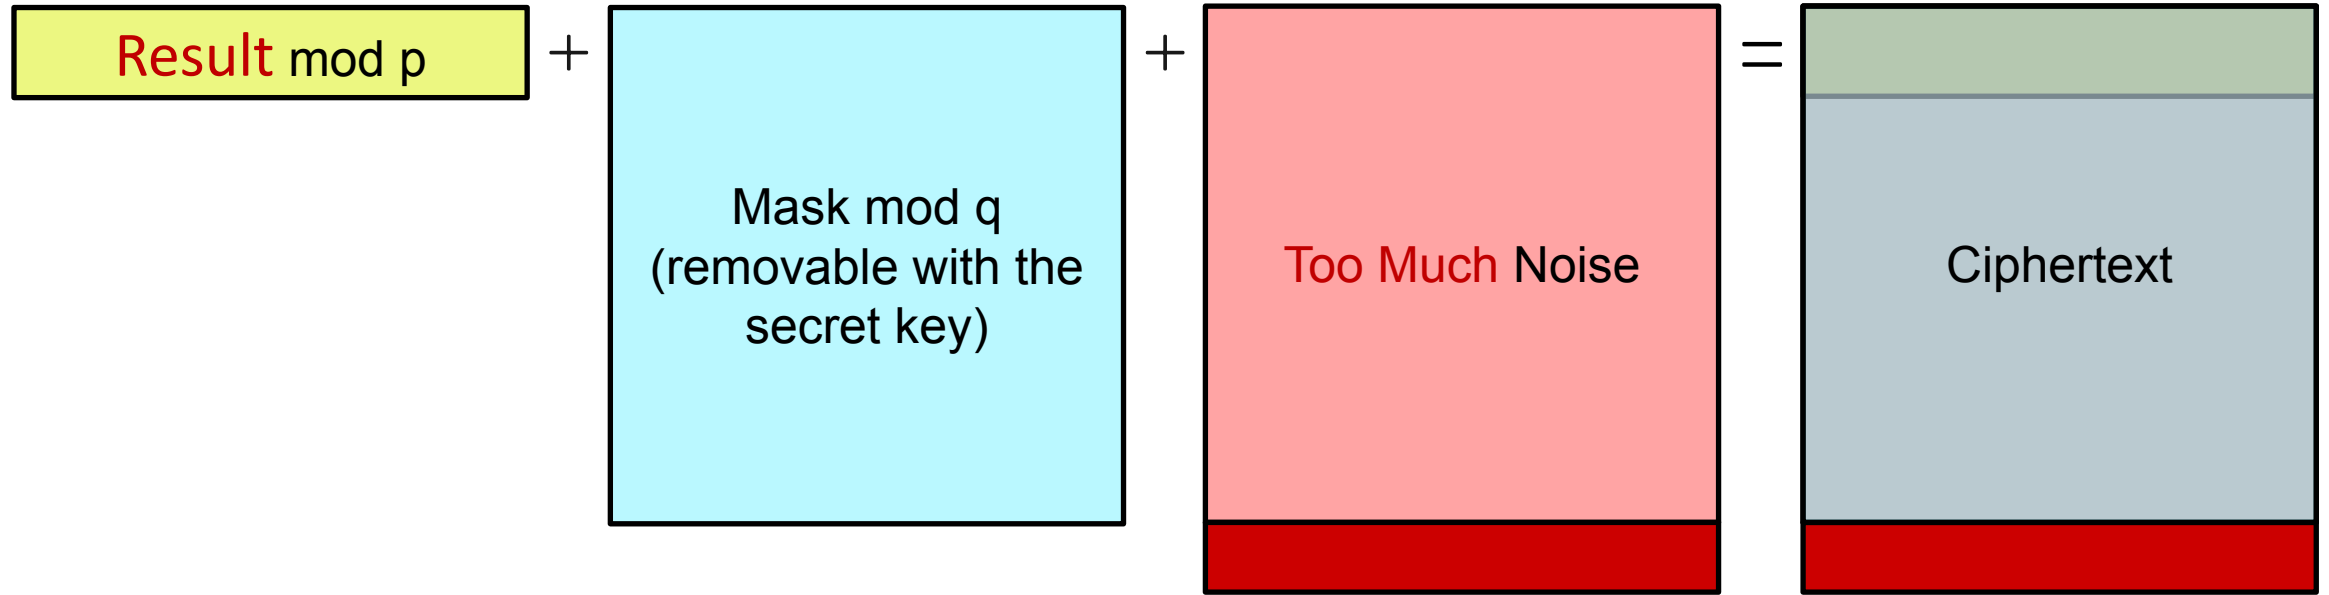 Result mod p + + =
Mask mod q
(removable with the
secret key)
Too Much Noise
Ciphertext